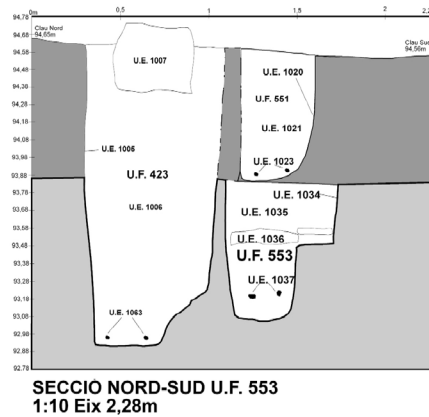 0m 0,5 1 1,5 2 2,2
94.78
94.68
94.58
94.48
94.38
94.28
94.18
94.08
93.98
93.88
93.78
93.68
93.58
93.48
93.38
93.28
93.18
93.08
92.98
92.88
92.78
Clau Nord
94,65m
Clau Sud
94,56m
U.E. 1007
U.E. 1020
U.F. 551
U.E. 1021
U.E. 1005
U.E. 1023
U.F. 423
U.E. 1034
U.E. 1006
U.E. 1035
U.E. 1036
U.F. 553
U.E. 1037
U.E. 1063
SECCIÓ NORD-SUD U.F. 553
1:10 Eix 2,28m